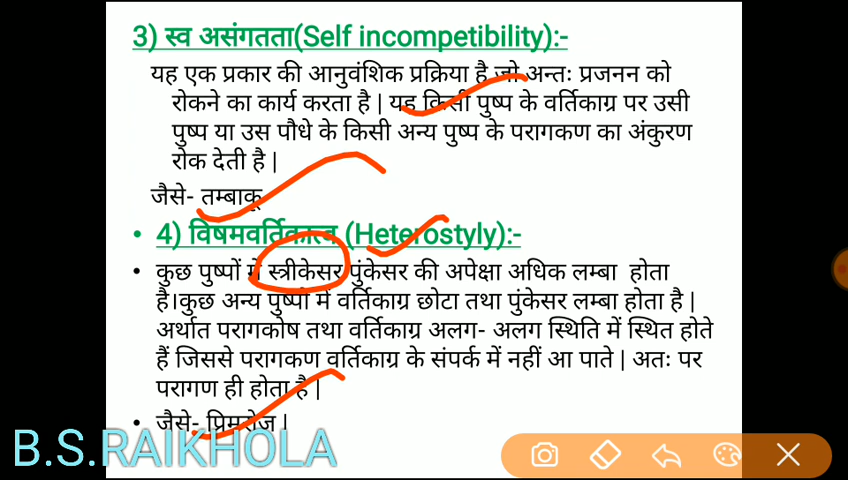 3) स्व असंगतता(Self incompetibility):-
यह एक प्रकार की आनुवंशिक प्रक्रिया है जो अन्तः प्रजनन को
रोकने का कार्य करता है | यह किसी पुष्प के वर्तिकाग्र पर उसी
पुष्प या उस पौधे के किसी अन्य पुष्प के परागकण का अंकुरण
रोक देती है |
जैसे- तम्बाकू
• 4) विषमवर्तिकात्व (Heterostyly):-
• कुछ पुष्पों में स्त्रीकेसर पुंकेसर की अपेक्षा अधिक लम्बा होता
है।कुछ अन्य पुष्पों में वर्तिकाग्र छोटा तथा पुंकेसर लम्बा होता है |
अर्थात परागकोष तथा वर्तिकाग्र अलग- अलग स्थिति में स्थित होते
हैं जिससे परागकण वर्तिकाग्र के संपर्क में नहीं आ पाते | अतः पर
परागण ही होता है |
• जैसे- प्रिमरोज |
B.S.RAIKHOLA